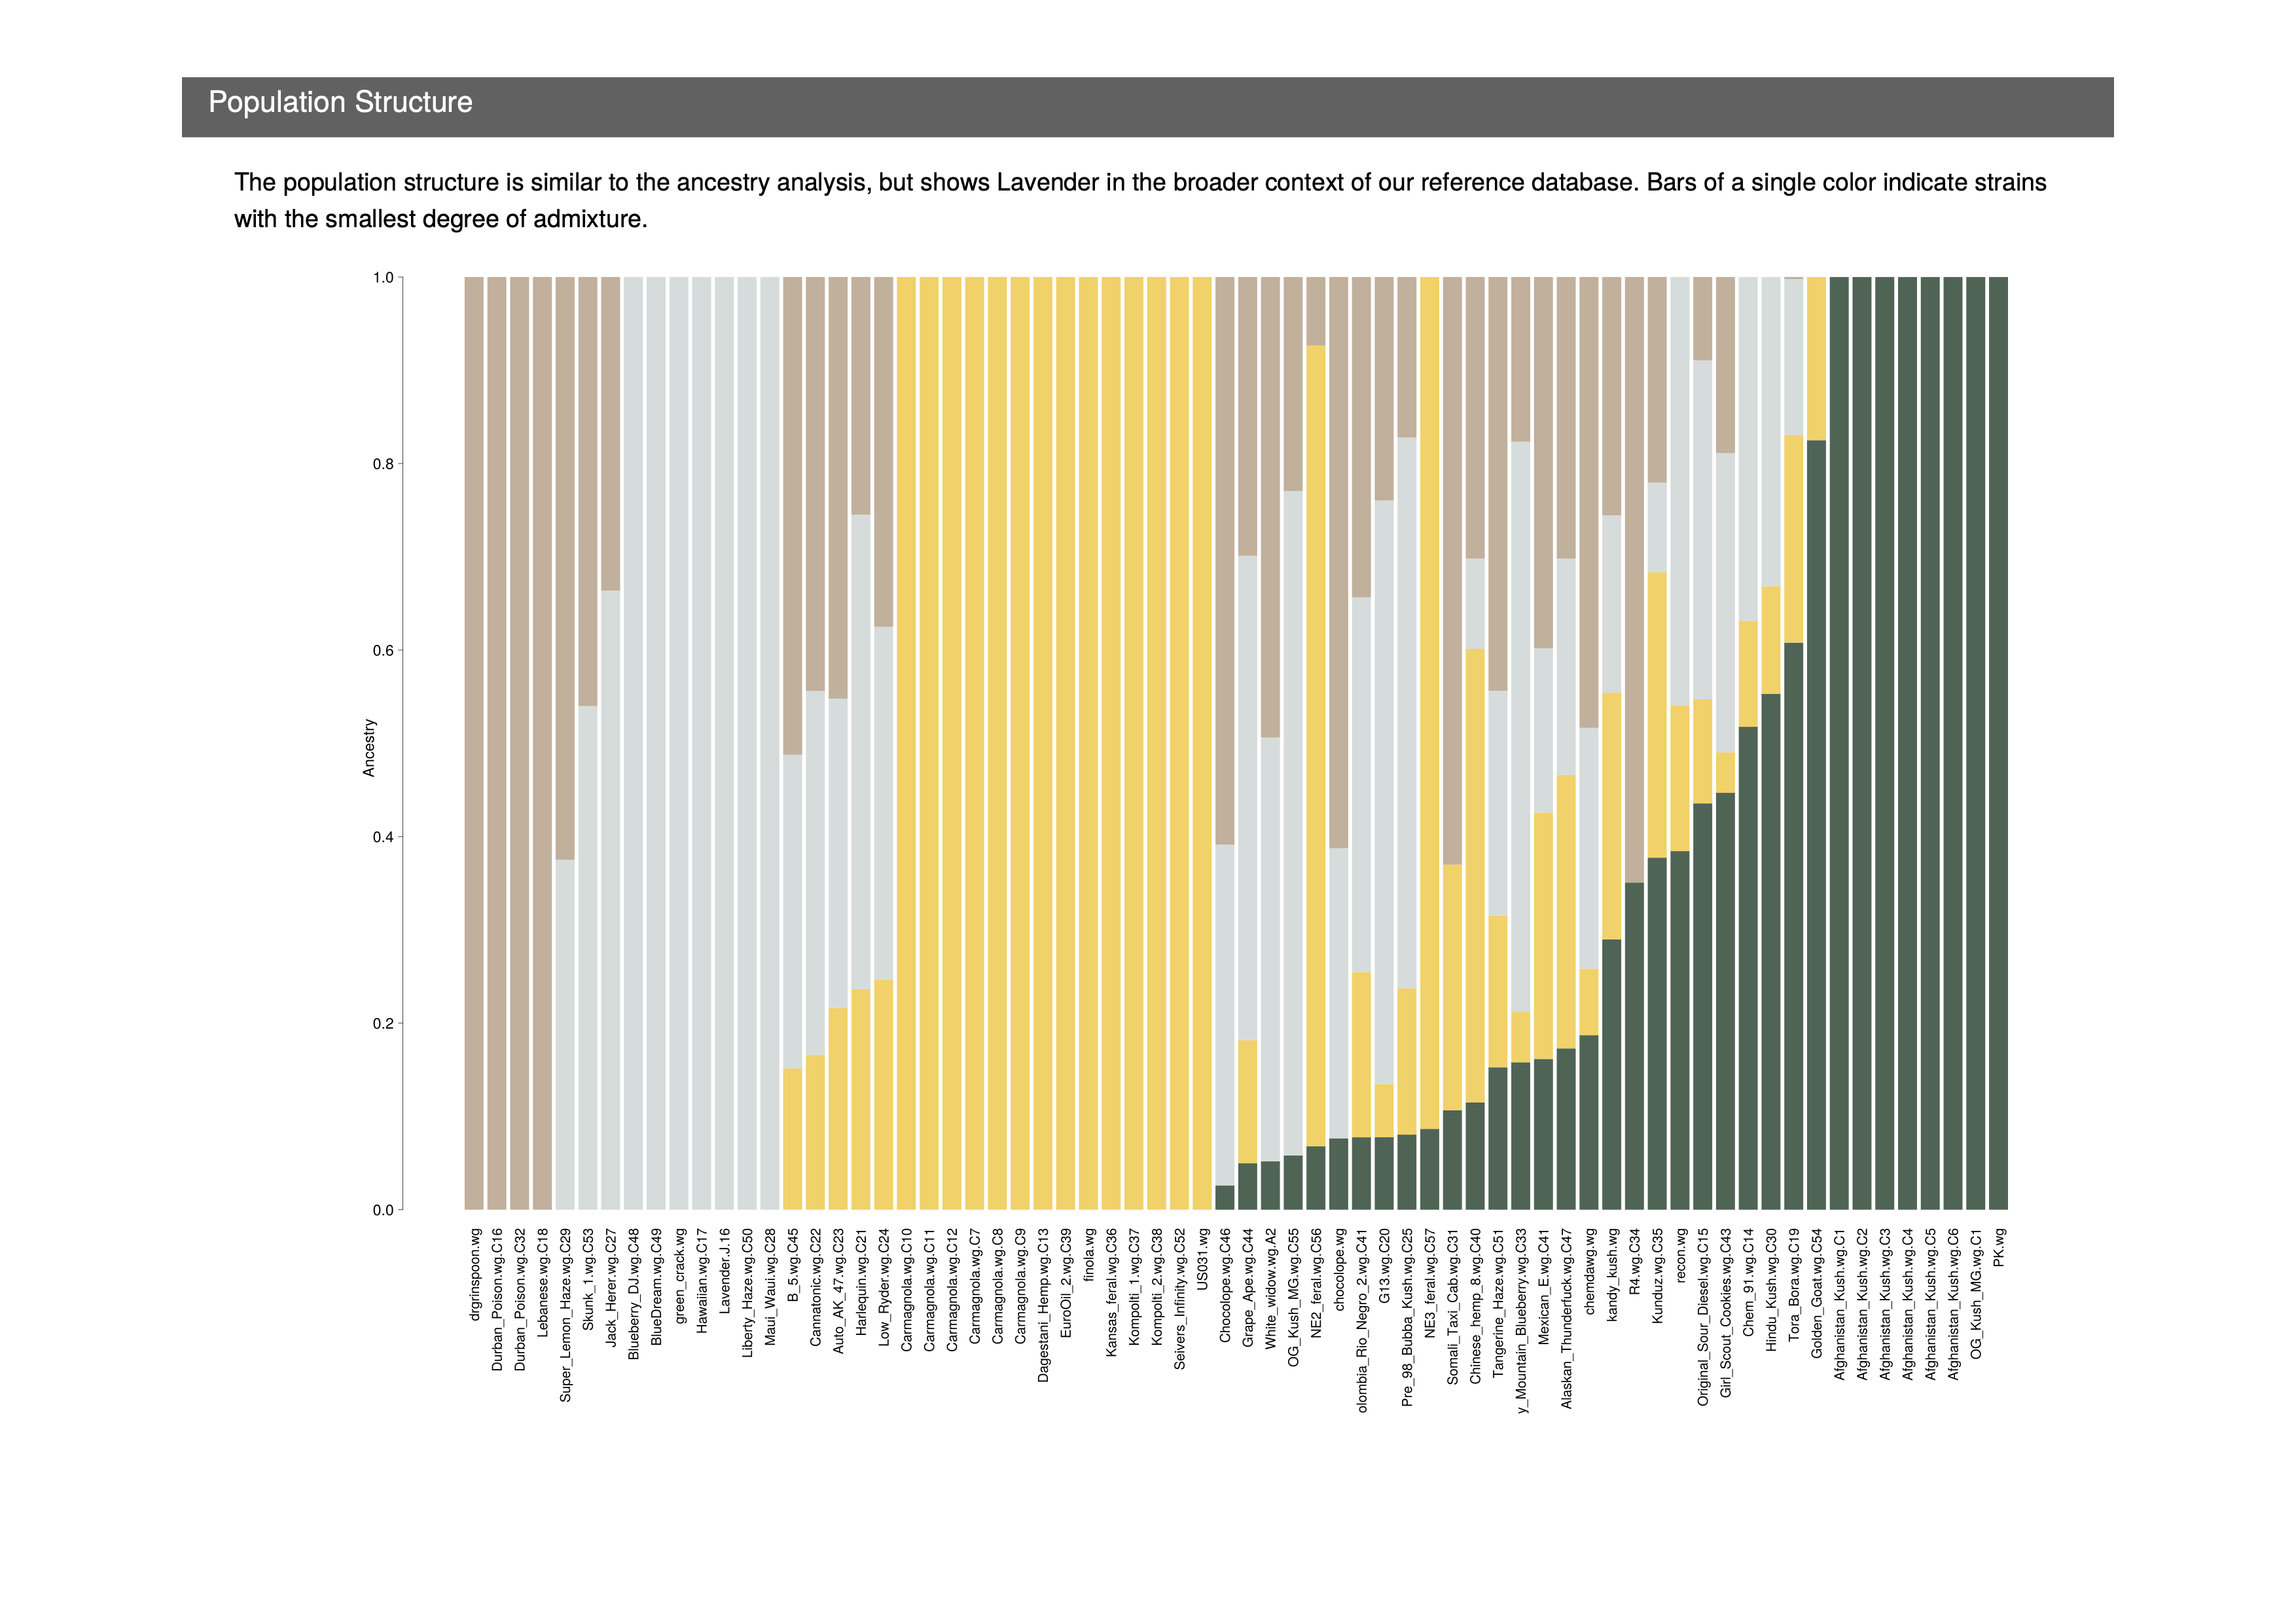 Population Structure
The population structure is similar to the ancestry analysis, but shows Lavender in the broader context of our reference database. Bars of a single color indicate strains
with the smallest degree of admixture.
1.0
0.8
0.6
0.4
0.2
0.0
Ancestry
drgrinspoon.wg
Durban_Poison.wg.C16
Durban_Poison.wg.C32
Lebanese.wg.C18
Super_Lemon_Haze.wg.C29
Skunk_1.wg.C53
Jack_Herer.wg.C27
Blueberry_DJ.wg.C48
BlueDream.wg.C49
green_crack.wg
Hawaiian.wg.C17
Lavender.J.16
Liberty_Haze.wg.C50
Maui_Waui.wg.C28
B_5.wg.C45
Cannatonic.wg.C22
Auto_AK_47.wg.C23
Harlequin.wg.C21
Low_Ryder.wg.C24
Carmagnola.wg.C10
Carmagnola.wg.C11
Carmagnola.wg.C12
Carmagnola.wg.C7
Carmagnola.wg.C8
Carmagnola.wg.C9
Dagestani_Hemp.wg.C13
EuroOil_2.wg.C39
finola.wg
Kansas_feral.wg.C36
Kompolti_1.wg.C37
Kompolti_2.wg.C38
Seivers_Infinity.wg.C52
US031.wg
Chocolope.wg.C46
Grape_Ape.wg.C44
White_widow.wg.A2
OG_Kush_MG.wg.C55
NE2_feral.wg.C56
chocolope.wg
olombia_Rio_Negro_2.wg.C41
G13.wg.C20
Pre_98_Bubba_Kush.wg.C25
NE3_feral.wg.C57
Somali_Taxi_Cab.wg.C31
Chinese_hemp_8.wg.C40
Tangerine_Haze.wg.C51
y_Mountain_Blueberry.wg.C33
Mexican_E.wg.C41
Alaskan_Thunderfuck.wg.C47
chemdawg.wg
kandy_kush.wg
R4.wg.C34
Kunduz.wg.C35
recon.wg
Original_Sour_Diesel.wg.C15
Girl_Scout_Cookies.wg.C43
Chem_91.wg.C14
Hindu_Kush.wg.C30
Tora_Bora.wg.C19
Golden_Goat.wg.C54
Afghanistan_Kush.wg.C1
Afghanistan_Kush.wg.C2
Afghanistan_Kush.wg.C3
Afghanistan_Kush.wg.C4
Afghanistan_Kush.wg.C5
Afghanistan_Kush.wg.C6
OG_Kush_MG.wg.C1
PK.wg